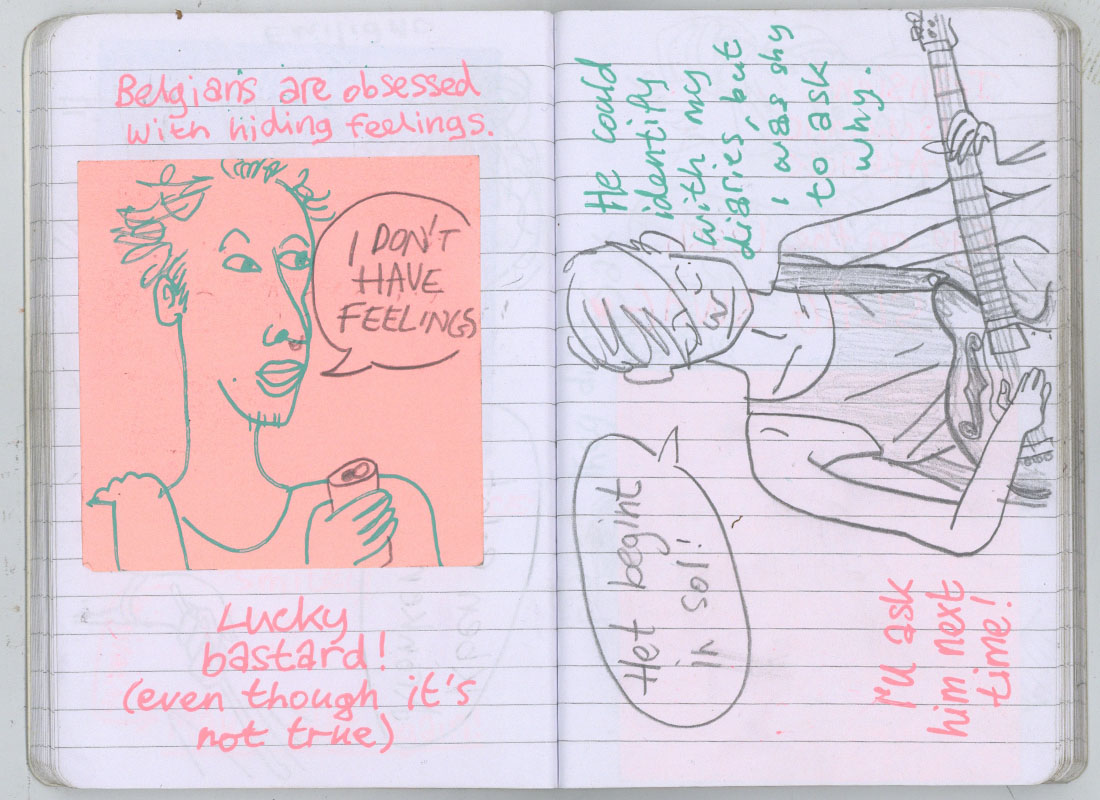 Belgians are obsessed
with hiding feelings.
I DON'T
HAVE
FEELINGS
Lucky
bastard!
(even though it's
not true)
He could
identify
with my
diaries, but
I was shy
to ask
why.
Het begint
in sol!
I'll ask
him next
time!